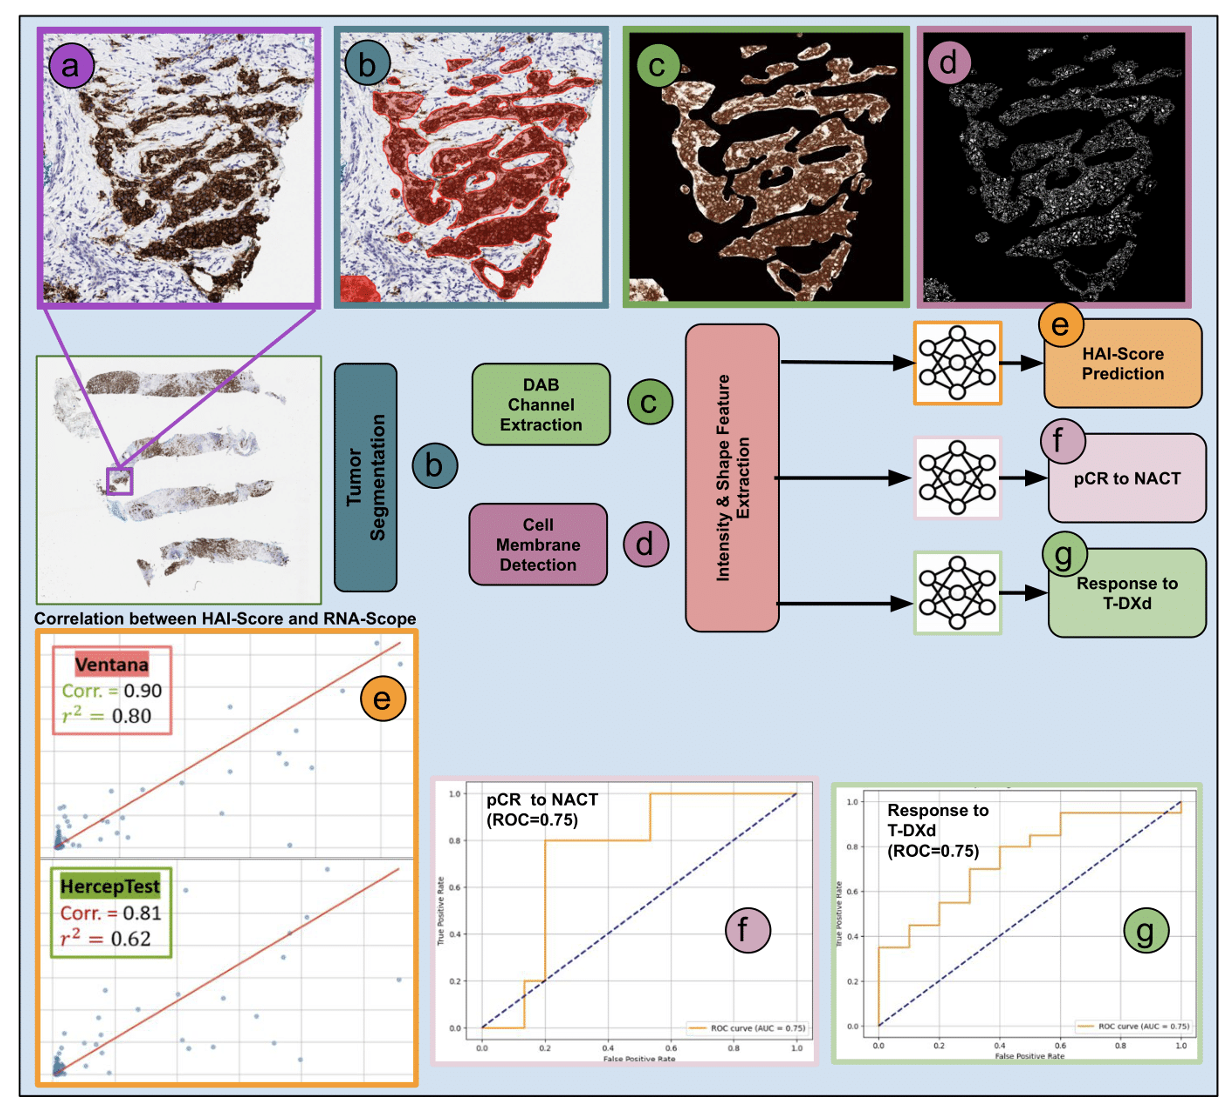 a
b
c
d
Tumor
Segmentation
b
DAB
Channel
Extraction
c
Cell
Membrane
Detection
d
Intensity & Shape Feature
Extraction
e
HAI-Score
Prediction
f
pCR to NACT
g
Response to
T-DXd
Correlation between HAI-Score and RNA-Scope
Ventana
Corr. = 0.90
r² = 0.80
e
HercepTest
Corr. = 0.81
r² = 0.62
pCR to NACT
(ROC=0.75)
1.0
0.8
0.6
0.4
0.2
0.0
True Positive Rate
f
ROC curve (AUC = 0.75)
0.0 0.2 0.4 0.6 0.8 1.0
False Positive Rate
Response to
T-DXd
(ROC=0.75)
1.0
0.8
0.6
0.4
0.2
0.0
True Positive Rate
g
ROC curve (AUC = 0.75)
0.0 0.2 0.4 0.6 0.8 1.0
False Positive Rate